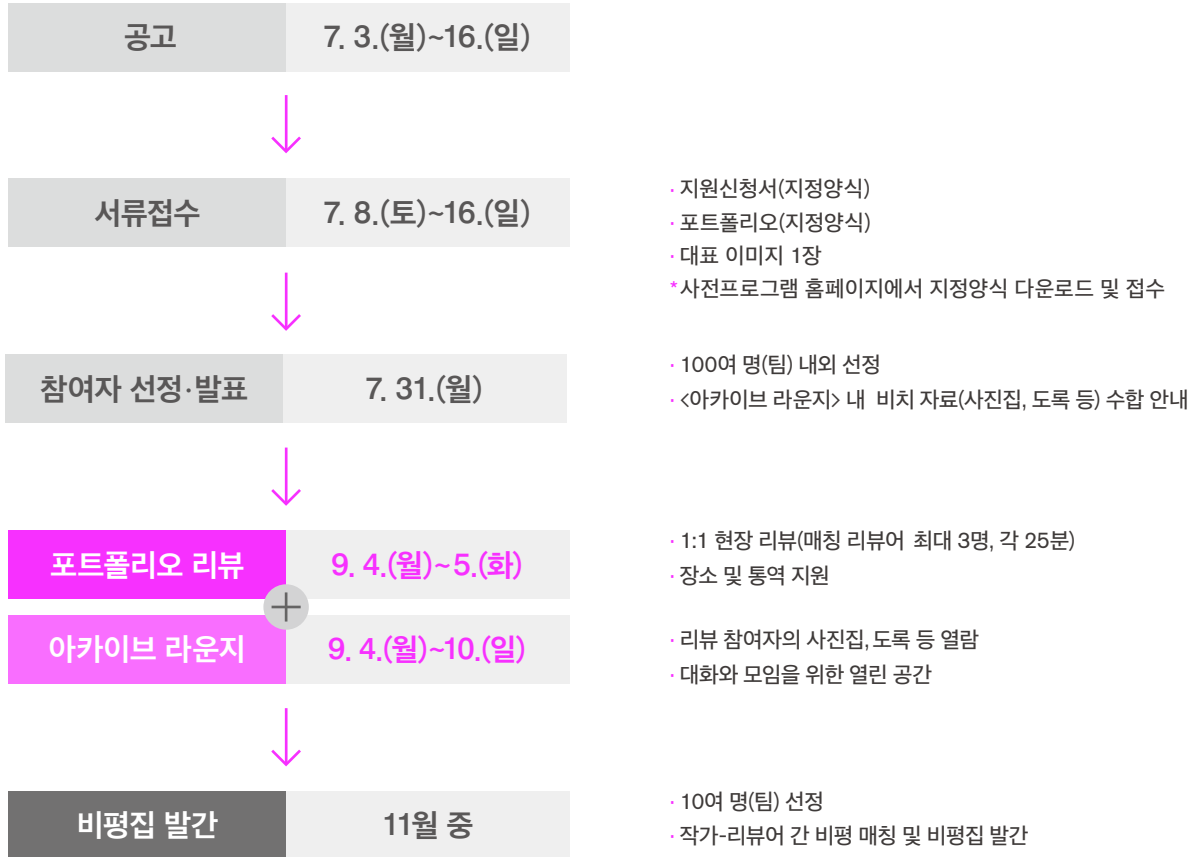 공고 7. 3.(월)~16.(일)
서류접수 7. 8.(토)~16.(일)
· 지원신청서(지정양식)
· 포트폴리오(지정양식)
· 대표 이미지 1장
*사전프로그램 홈페이지에서 지정양식 다운로드 및 접수
참여자 선정·발표 7. 31.(월)
· 100여 명(팀) 내외 선정
· <아카이브 라운지> 내 비치 자료(사진집, 도록 등) 수합 안내
포트폴리오 리뷰 9. 4.(월)~5.(화)
· 1:1 현장 리뷰(매칭 리뷰어 최대 3명, 각 25분)
· 장소 및 통역 지원
+
아카이브 라운지 9. 4.(월)~10.(일)
· 리뷰 참여자의 사진집, 도록 등 열람
· 대화와 모임을 위한 열린 공간
비평집 발간 11월 중
· 10여 명(팀) 선정
· 작가-리뷰어 간 비평 매칭 및 비평집 발간